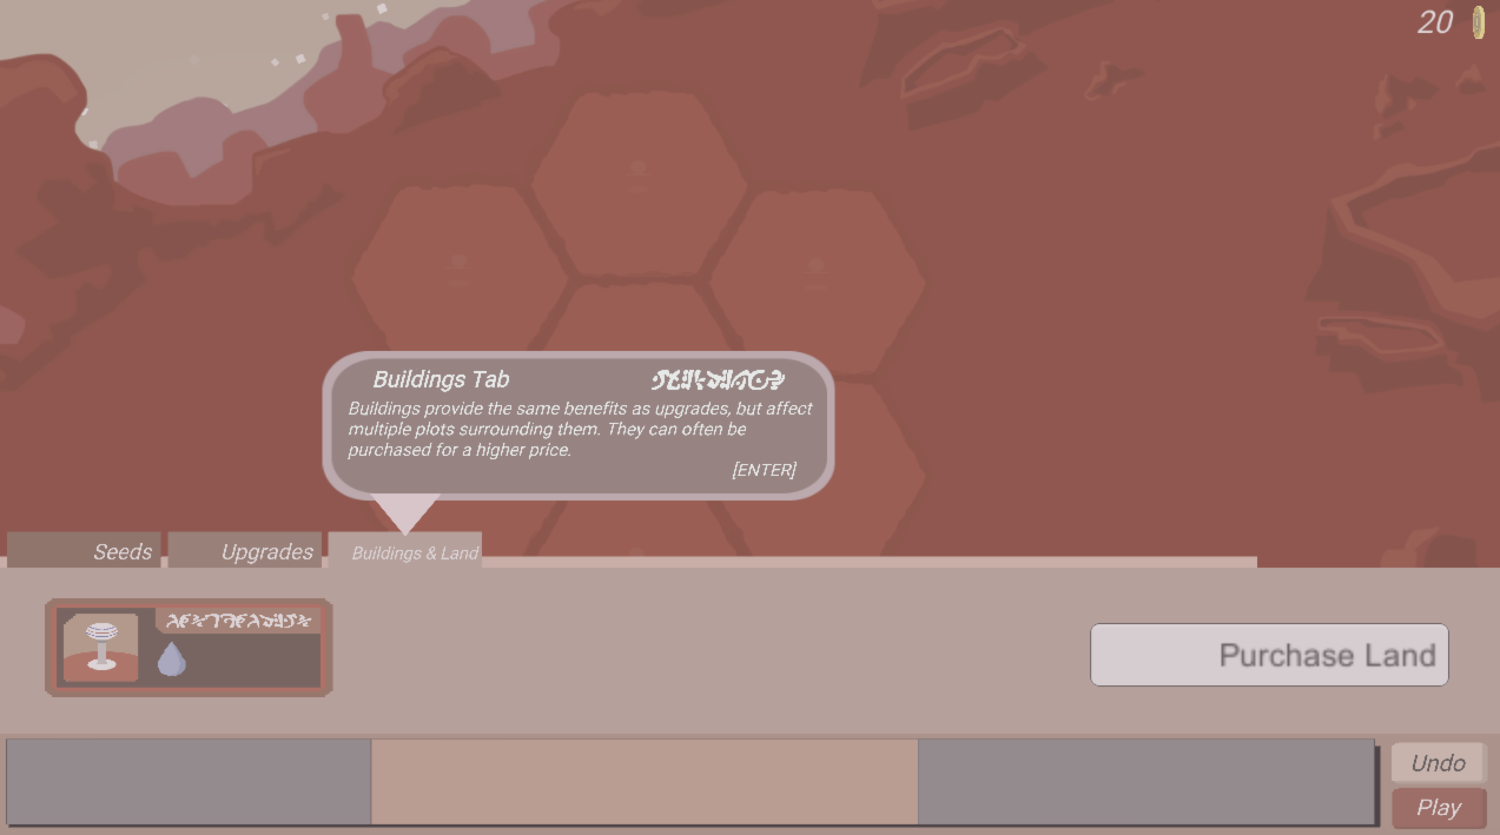 20
Buildings Tab
Buildings provide the same benefits as upgrades, but affect
multiple plots surrounding them. They can often be
purchased for a higher price.
[ENTER]
Seeds
Upgrades
Buildings & Land
Purchase Land
Undo
Play